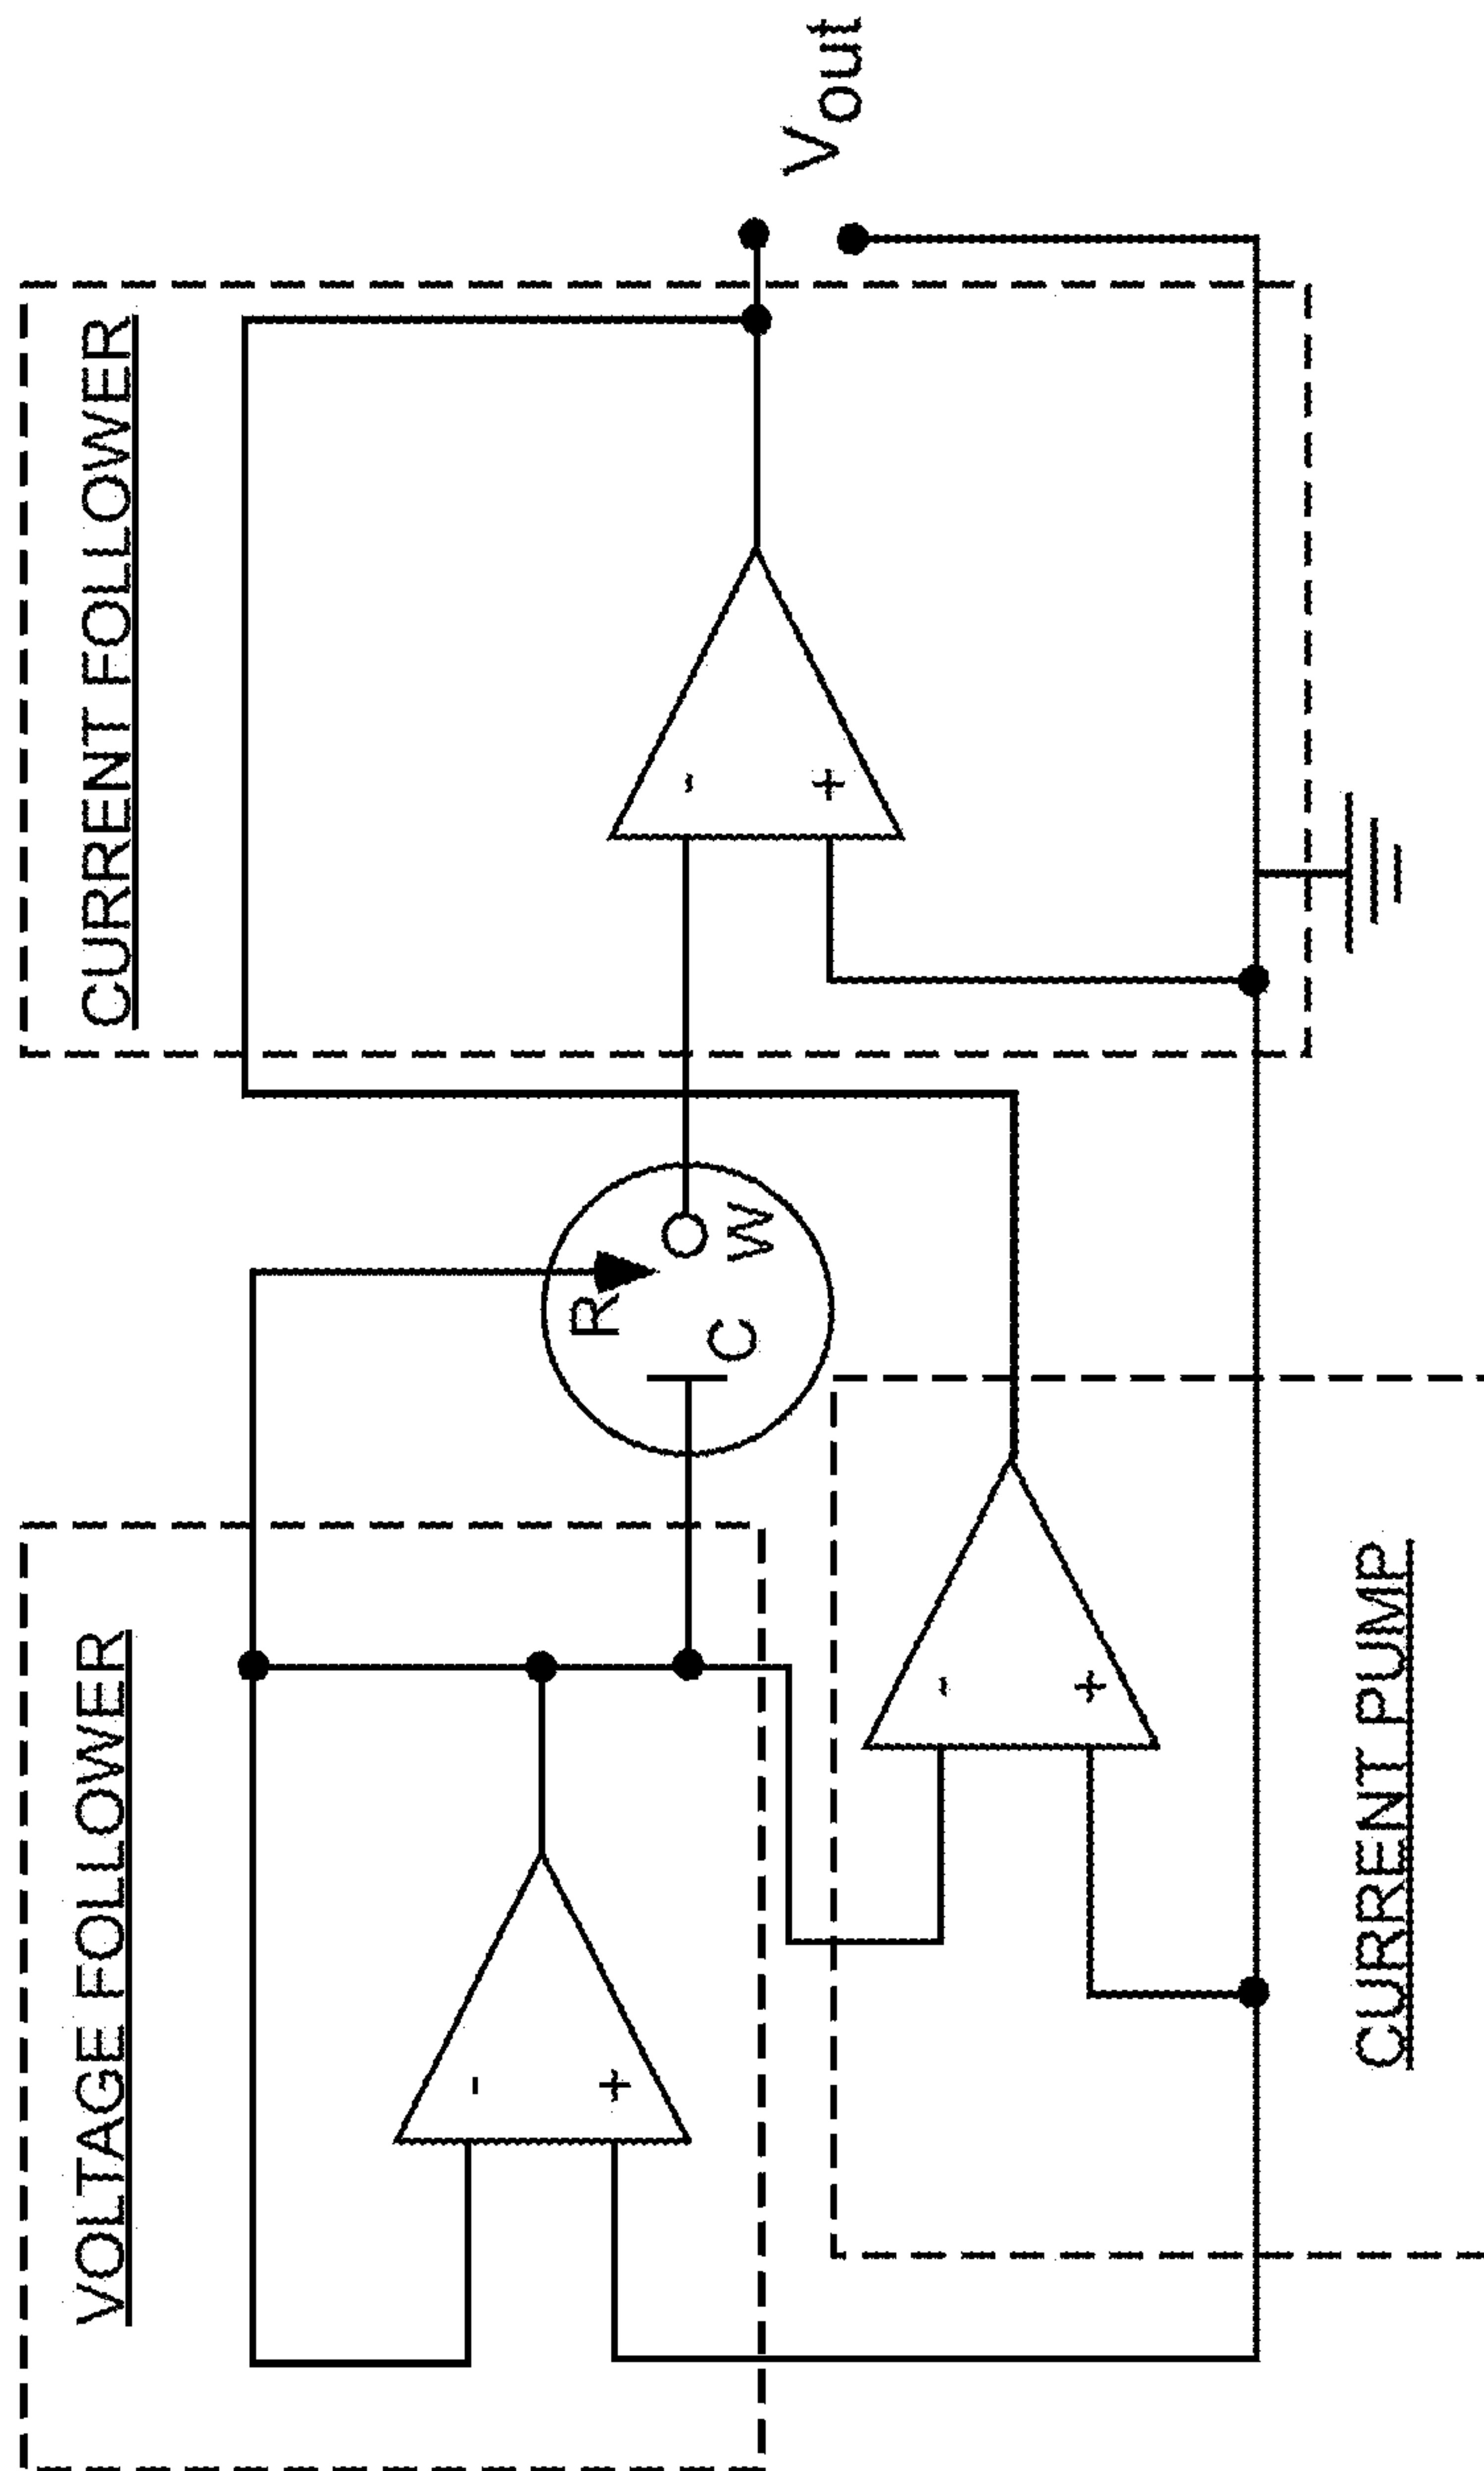 VOLTAGE FOLLOWER
CURRENT FOLLOWER
-
+
R
C
W
-
+
Vout
-
+
CURRENT PUMP